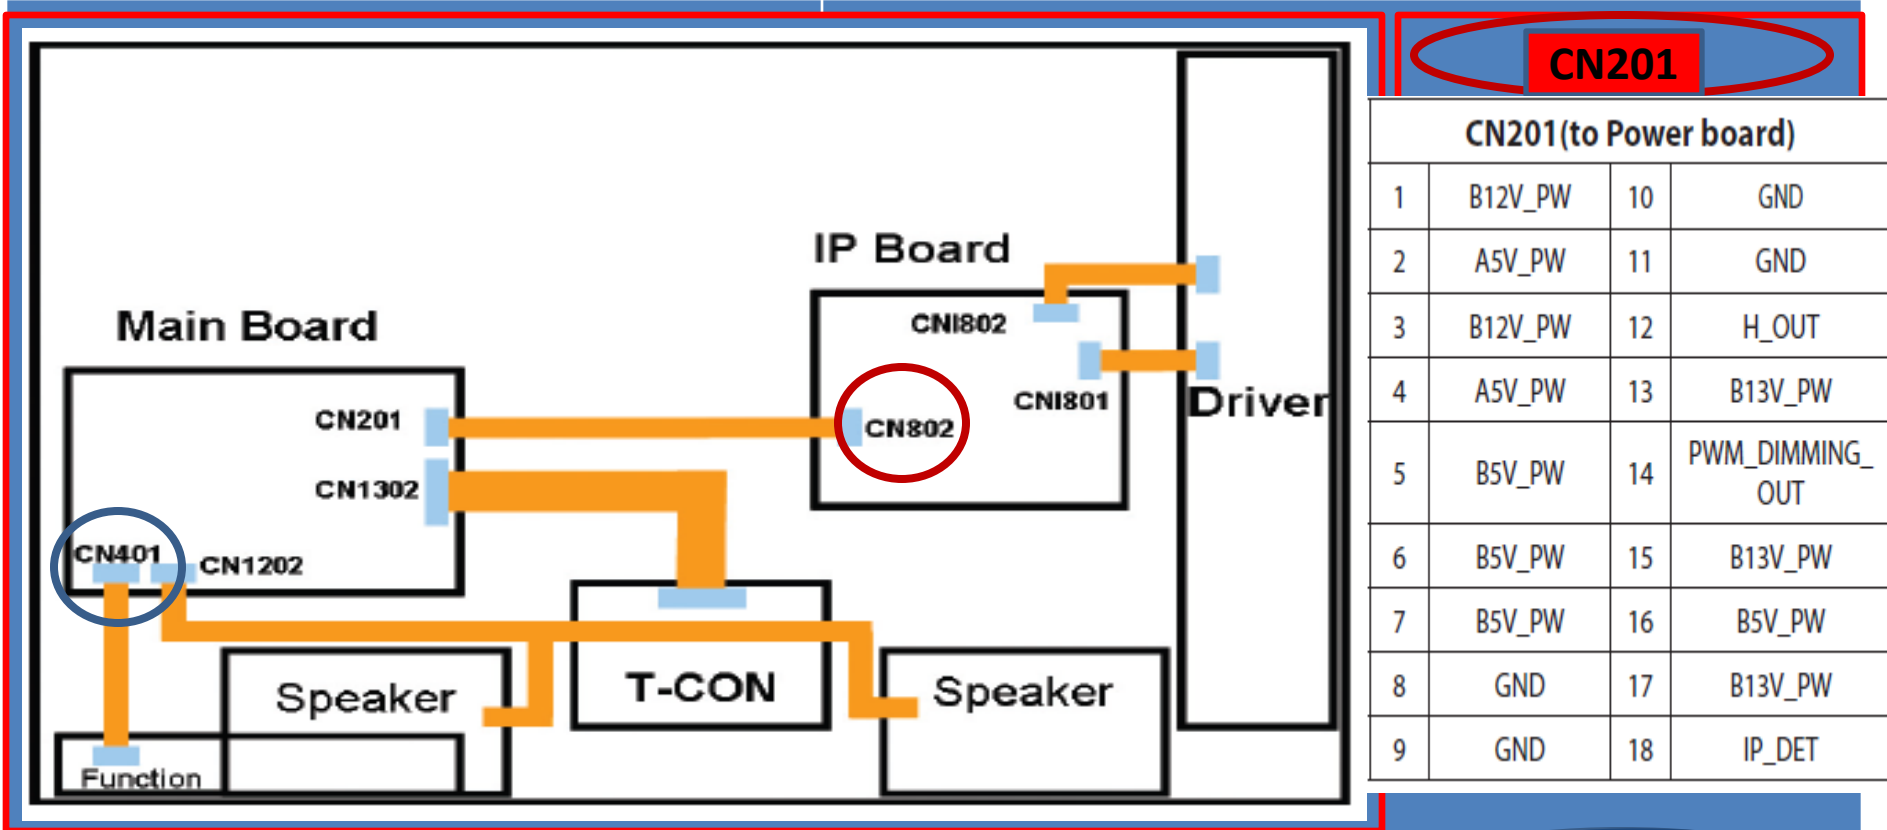 IP Board
Main Board
CNI802
CNI801
CN201
CN802
Driver
CN1302
CN401
CN1202
Speaker
T-CON
Speaker
Function
CN201
CN201(to Power board)
1 B12V_PW 10 GND
2 A5V_PW 11 GND
3 B12V_PW 12 H_OUT
4 A5V_PW 13 B13V_PW
5 B5V_PW 14 PWM_DIMMING_
OUT
6 B5V_PW 15 B13V_PW
7 B5V_PW 16 B5V_PW
8 GND 17 B13V_PW
9 GND 18 IP_DET